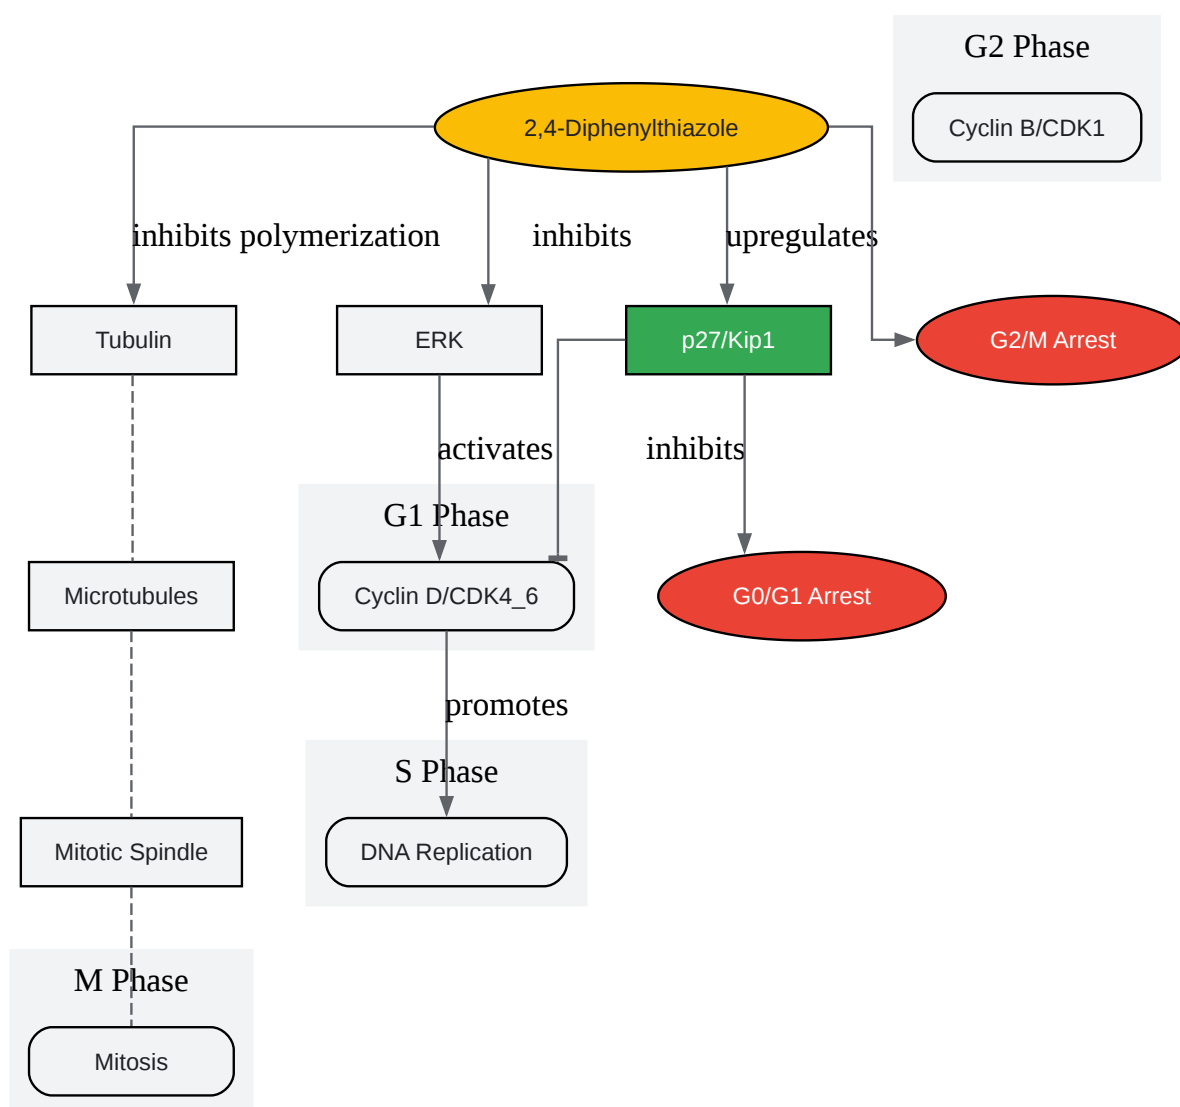 G2 Phase
2,4-Diphenylthiazole
Cyclin B/CDK1
inhibits polymerization
inhibits
upregulates
Tubulin
ERK
p27/Kip1
G2/M Arrest
activates
inhibits
G1 Phase
Microtubules
Cyclin D/CDK4_6
G0/G1 Arrest
promotes
S Phase
Mitotic Spindle
DNA Replication
M Phase
Mitosis